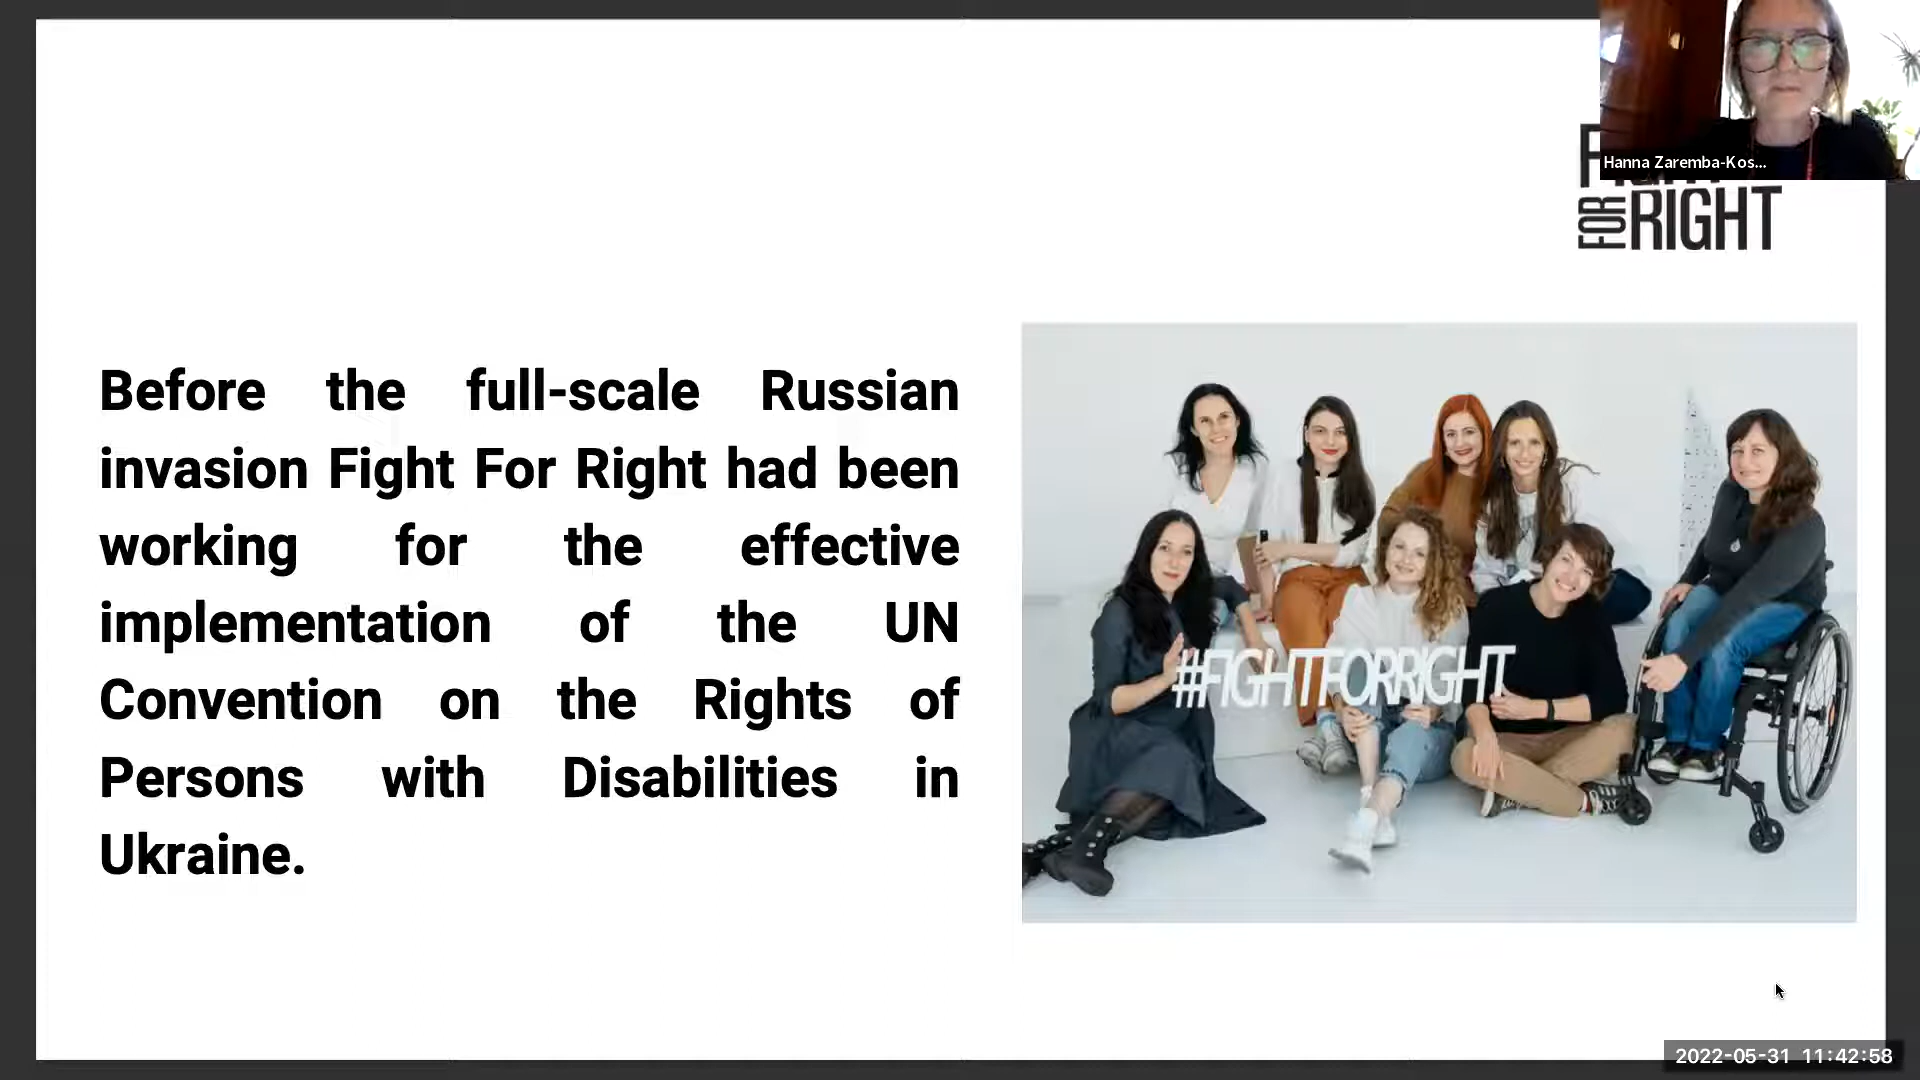 Hanna Zaremba-Kos...
FOR RIGHT
Before the full-scale Russian
invasion Fight For Right had been
working for the effective
implementation of the UN
Convention on the Rights of
Persons with Disabilities in
Ukraine.
#FIGHTFORRIGHT
2022-05-31 11:42:58